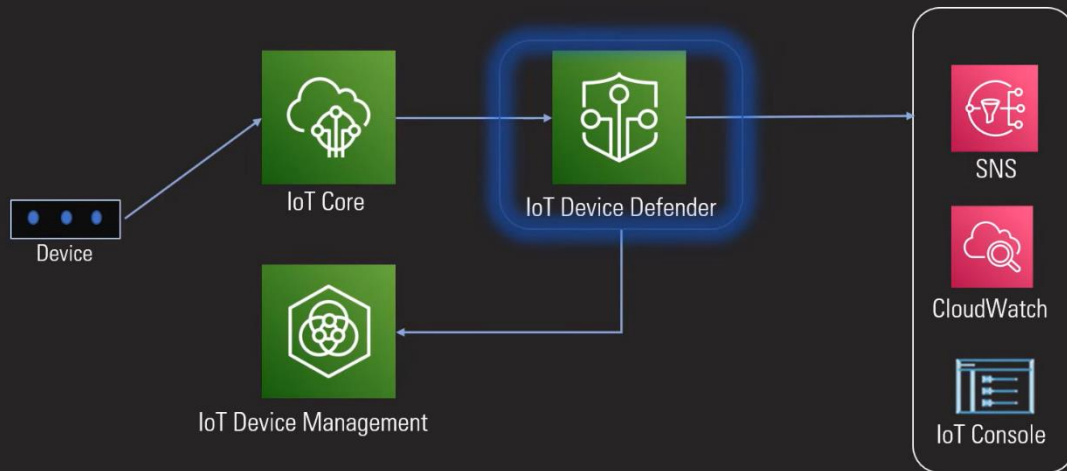 IoT Core
IoT Device Defender
SNS
Device
IoT Device Management
CloudWatch
IoT Console